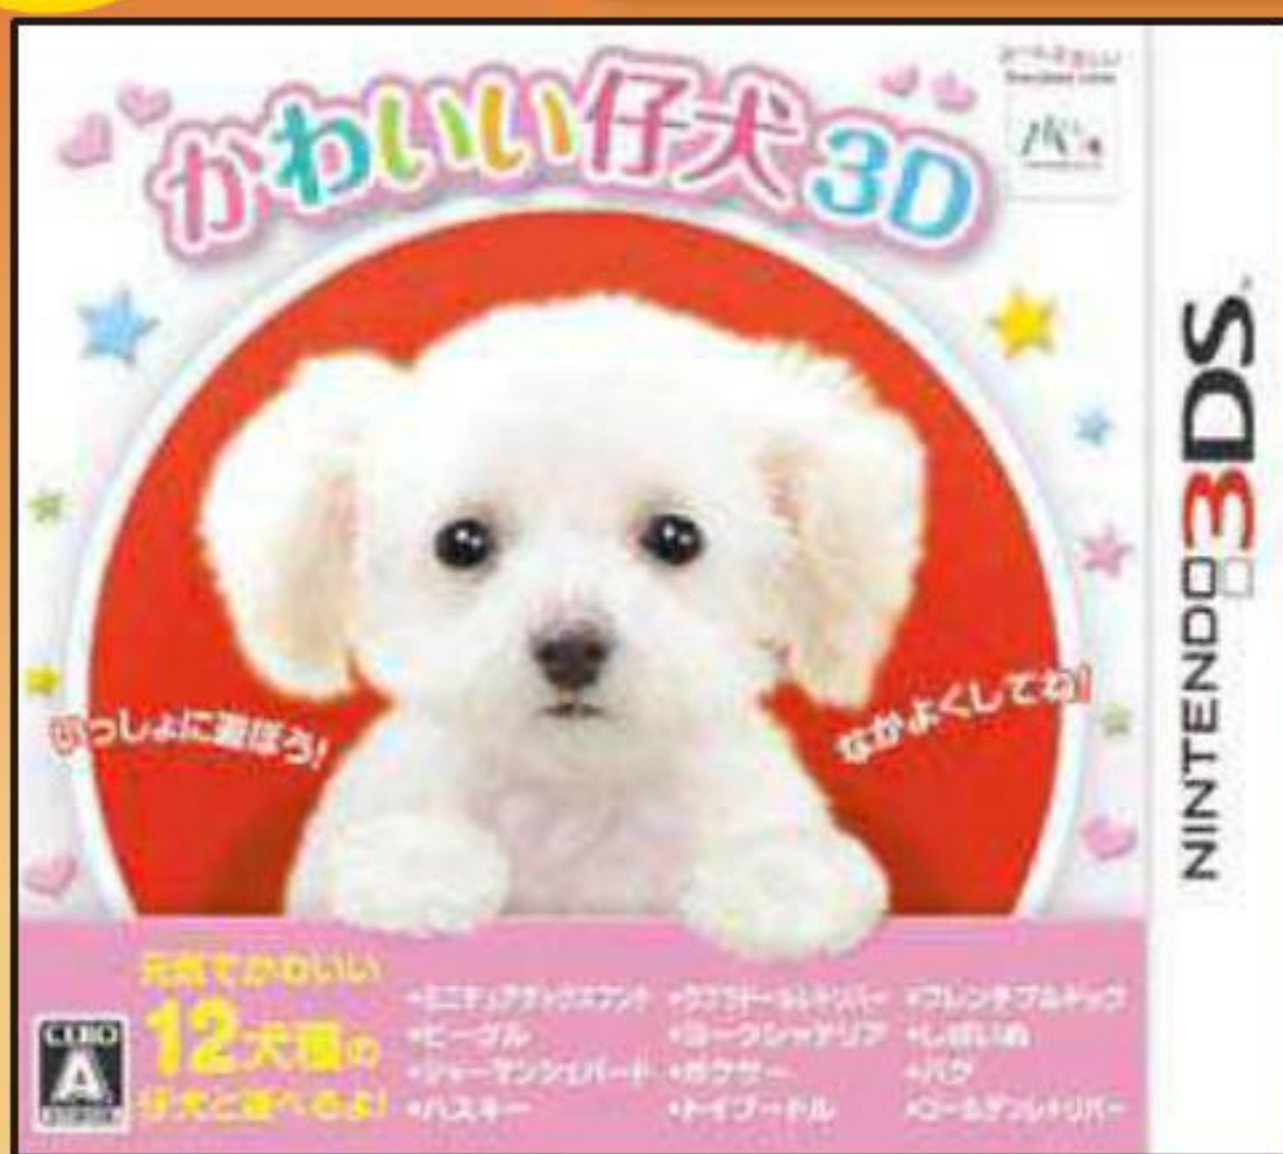 かわいい仔犬3D
いっしょに遊ぼう!
なかよくしてね!
NINTENDO 3DS
CERO
A
元気でかわいい
12犬種の
仔犬と遊べるよ!
•ミニチュアダックスフント
•ビーグル
•ジャーマンシェパード
•ハスキー
•ラブラドールレトリバー
•ヨークシャテリア
•ボクサー
•トイプードル
•フレンチブルドッグ
•しばいぬ
•パグ
•ゴールデンレトリバー